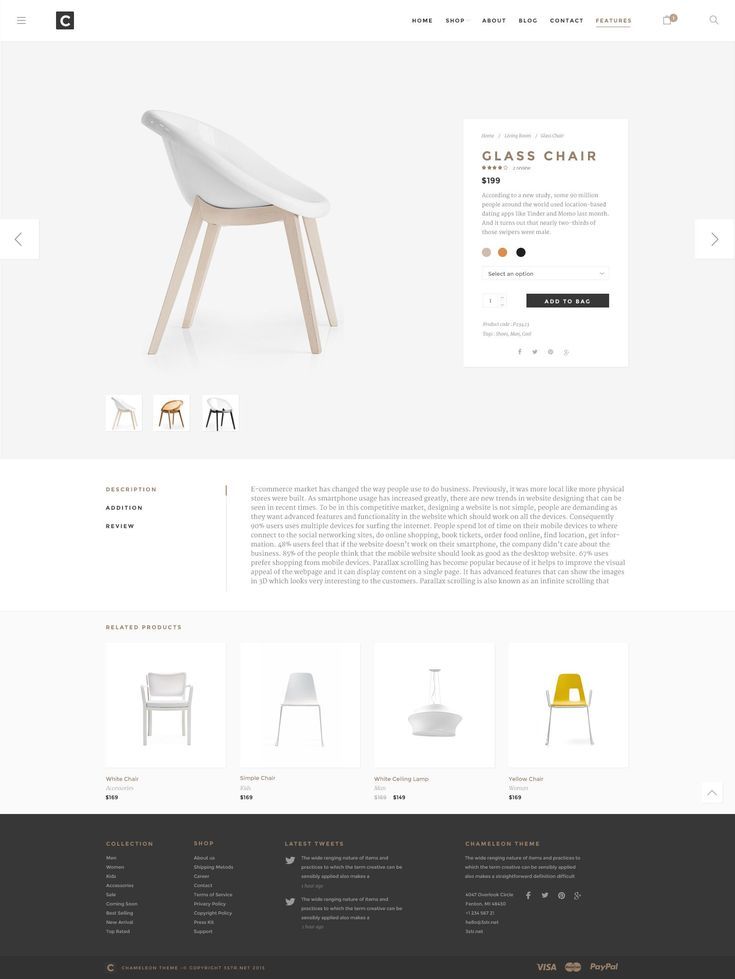 C
HOME SHOP ABOUT BLOG CONTACT FEATURES 1
Home / Living Room / Glass Chair
GLASS CHAIR
2 review
$199
According to a new study, some 90 million
people around the world used location-based
dating apps like Tinder and Momo last month.
And it turns out that nearly two-thirds of
those swipers were male.
Select an option
1 ADD TO BAG
Tags : Shoes, Man, Cool
DESCRIPTION
ADDITION
REVIEW
E-commerce market has changed the way people use to do business. Previously, it was more local like more physical
stores were built. As smartphone usage has increased greatly, there are new trends in website designing that can be
seen in recent times. To be in this competitive market, designing a website is not simple, people are demanding as
they want advanced features and functionality in the website which should work on all the devices. Consequently
90% users uses multiple devices for surfing the internet. People spend lot of time on their mobile devices to where
connect to the social networking sites, do online shopping, book tickets, order food online, find location, get infor-
mation. 48% users feel that if the website doesn't work on their smartphone, the company didn't care about the
business. 85% of the people think that the mobile website should look as good as the desktop website. 67% uses
prefer shopping from mobile devices. Parallax scrolling has become popular because of it helps to improve the visual
appeal of the webpage and it can display content on a single page. It has advanced features that can show the images
in 3D which looks very interesting to the customers. Parallax scrolling is also known as an infinite scrolling that
RELATED PRODUCTS
White Chair
Accessories
$169
Simple Chair
Kids
$169
White Ceiling Lamp
Man
$169 $149
Yellow Chair
Woman
$169
COLLECTION
Men
Women
Kids
Accessories
Sale
Coming Soon
Best Selling
New Arrival
Top Rated
SHOP
About us
Shipping Metods
Career
Contact
Terms of Service
Privacy Policy
Copyright Policy
Press Kit
Support
LATEST TWEETS
The wide ranging nature of items and
practices to which the term creative can be
sensibly applied also makes a
1 hour ago
The wide ranging nature of items and
practices to which the term creative can be
sensibly applied also makes a
1 hour ago
CHAMELEON THEME
The wide ranging nature of practices and practices to
which the term creative can be sensibly applied
also makes a straightforward definition difficult
4047 Overlook Circle
Fenton, MI 48430
+1 234 567 21
hello@5str.net
5str.net
C CHAMELEON THEME — © COPYRIGHT 5STR.NET 2015
VISA MasterCard PayPal